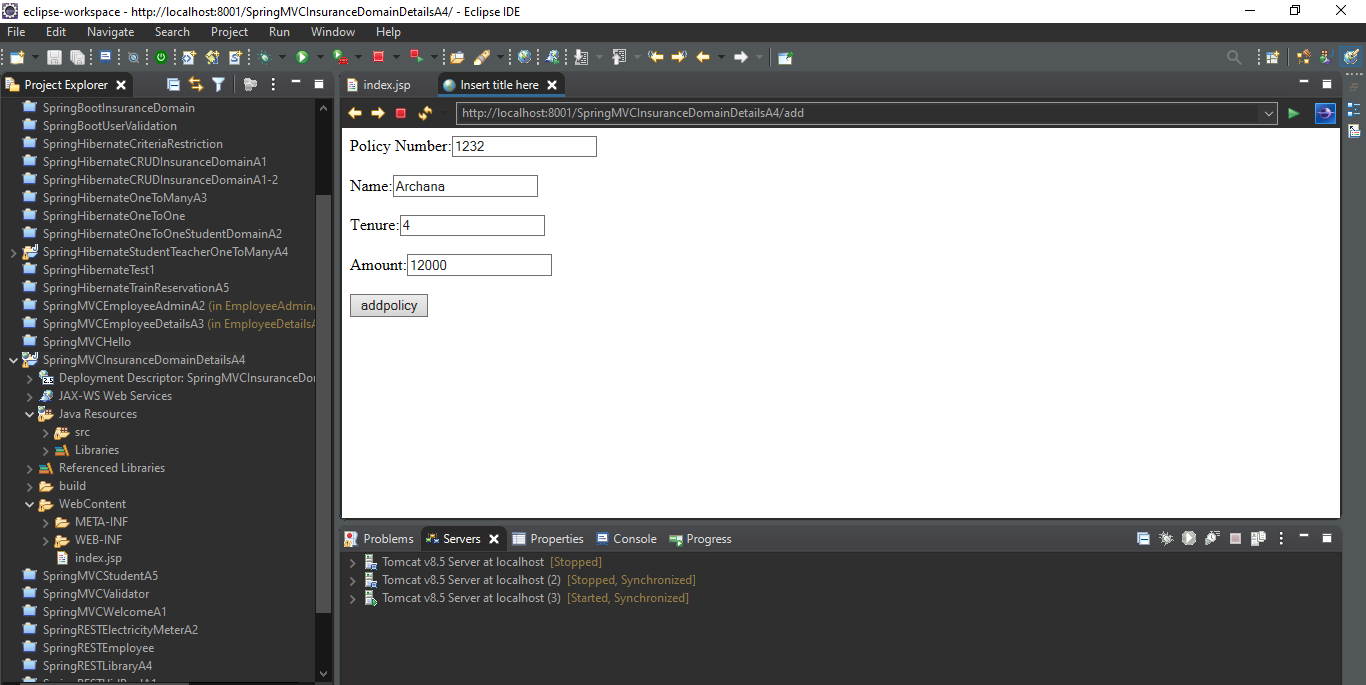 eclipse-workspace - http://localhost:8001/SpringMVCInsuranceDomainDetailsA4/ - Eclipse IDE
File Edit Navigate Search Project Run Window Help
Project Explorer
SpringBootInsuranceDomain
SpringBootUserValidation
SpringHibernateCriteriaRestriction
SpringHibernateCRUDInsuranceDomainA1
SpringHibernateCRUDInsuranceDomainA1-2
SpringHibernateOneToManyA3
SpringHibernateOneToOne
SpringHibernateOneToOneStudentDomainA2
SpringHibernateStudentTeacherOneToManyA4
SpringHibernateTest1
SpringHibernateTrainReservationA5
SpringMVCEmployeeAdminA2 (in EmployeeAdmin
SpringMVCEmployeeDetailsA3 (in EmployeeDetailsA
SpringMVCHello
SpringMVCInsuranceDomainDetailsA4
Deployment Descriptor: SpringMVCInsuranceDo
JAX-WS Web Services
Java Resources
src
Libraries
Referenced Libraries
build
WebContent
META-INF
WEB-INF
index.jsp
SpringMVCStudentA5
SpringMVCValidator
SpringMVCWelcomeA1
SpringRESTElectricityMeterA2
SpringRESTEmployee
SpringRESTLibraryA4
index.jsp Insert title here
http://localhost:8001/SpringMVCInsuranceDomainDetailsA4/add
Policy Number: 1232
Name: Archana
Tenure: 4
Amount: 12000
addpolicy
Problems Servers Properties Console Progress
Tomcat v8.5 Server at localhost [Stopped]
Tomcat v8.5 Server at localhost (2) [Stopped, Synchronized]
Tomcat v8.5 Server at localhost (3) [Started, Synchronized]